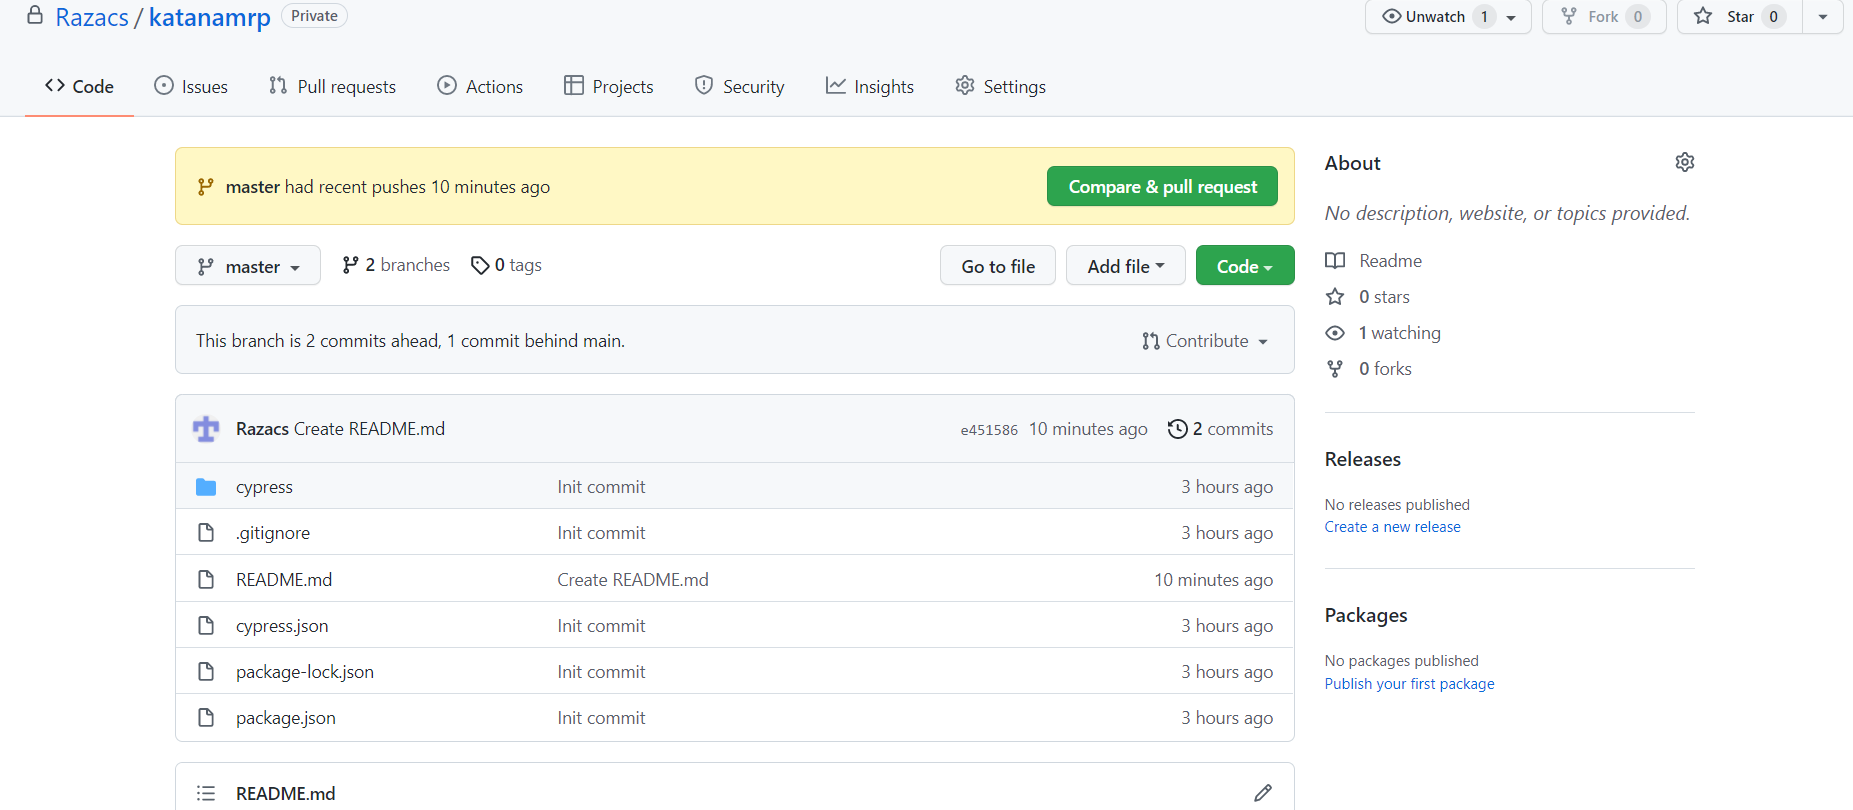 Razacs / katanamrp Private Unwatch 1 Fork 0 Star 0
Code Issues Pull requests Actions Projects Security Insights Settings
master had recent pushes 10 minutes ago Compare & pull request
master 2 branches 0 tags Go to file Add file Code
This branch is 2 commits ahead, 1 commit behind main. Contribute
Razacs Create README.md e451586 10 minutes ago 2 commits
cypress Init commit 3 hours ago
.gitignore Init commit 3 hours ago
README.md Create README.md 10 minutes ago
cypress.json Init commit 3 hours ago
package-lock.json Init commit 3 hours ago
package.json Init commit 3 hours ago
README.md
About
No description, website, or topics provided.
Readme
0 stars
1 watching
0 forks
Releases
No releases published
Create a new release
Packages
No packages published
Publish your first package